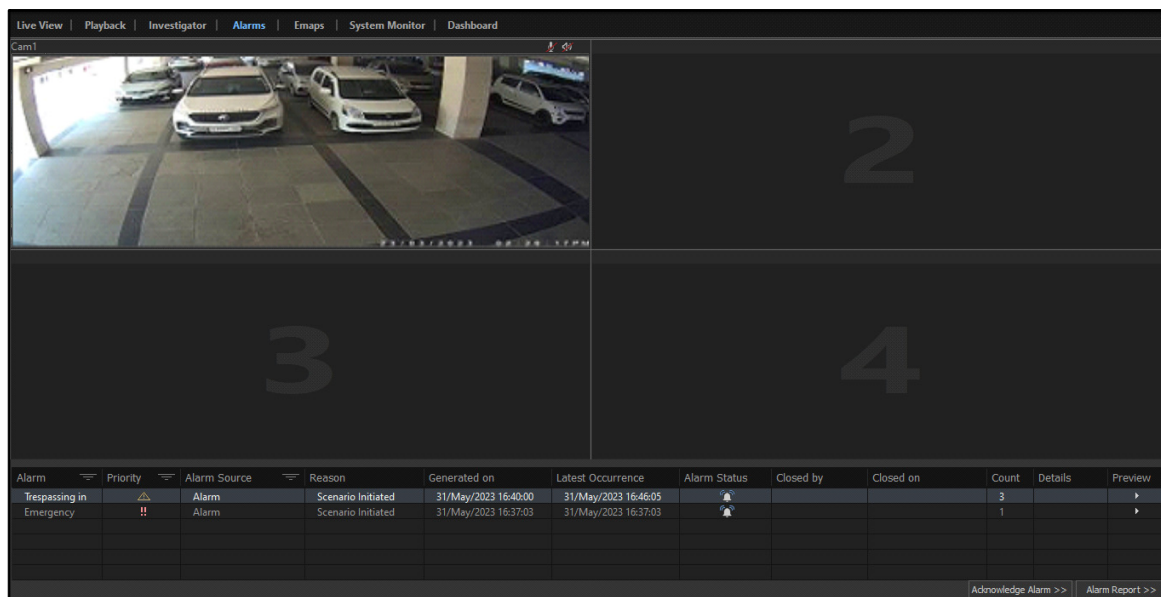 Live View | Playback | Investigator | Alarms | Emaps | System Monitor | Dashboard
Cam1
2
3
4
Alarm Priority Alarm Source Reason Generated on Latest Occurrence Alarm Status Closed by Closed on Count Details Preview
Trespassing in Alarm Scenario Initiated 31/May/2023 16:40:00 31/May/2023 16:46:05 3
Emergency !! Alarm Scenario Initiated 31/May/2023 16:37:03 31/May/2023 16:37:03 1
Acknowledge Alarm >> Alarm Report >>